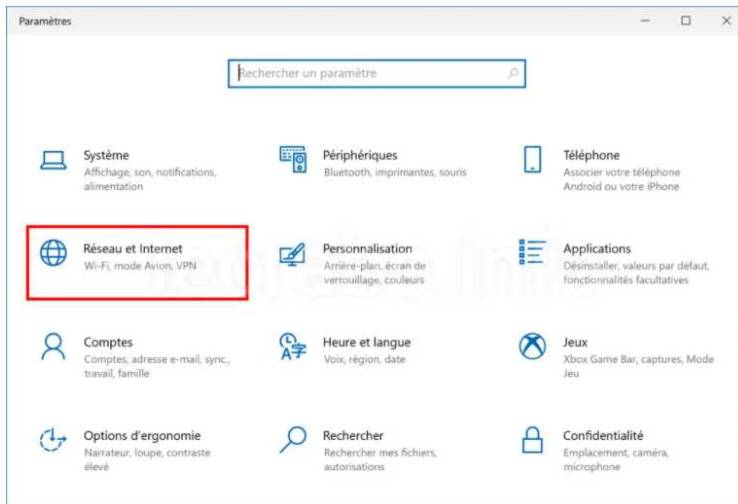 Paramètres
Rechercher un paramètre
Système
Affichage, son, notifications,
alimentation
Périphériques
Bluetooth, imprimantes, souris
Téléphone
Associer votre téléphone
Android ou votre iPhone
Réseau et Internet
Wi-Fi, mode Avion, VPN
Personnalisation
Arrière-plan, écran de
verrouillage, couleurs
Applications
Désinstaller, valeurs par défaut,
fonctionnalités facultatives
Comptes
Comptes, adresse e-mail, sync.,
travail, famille
Heure et langue
Voix, région, date
Jeux
Xbox Game Bar, captures, Mode
Jeu
Options d'ergonomie
Narrateur, loupe, contraste
élevé
Rechercher
Rechercher mes fichiers,
autorisations
Confidentialité
Emplacement, caméra,
microphone